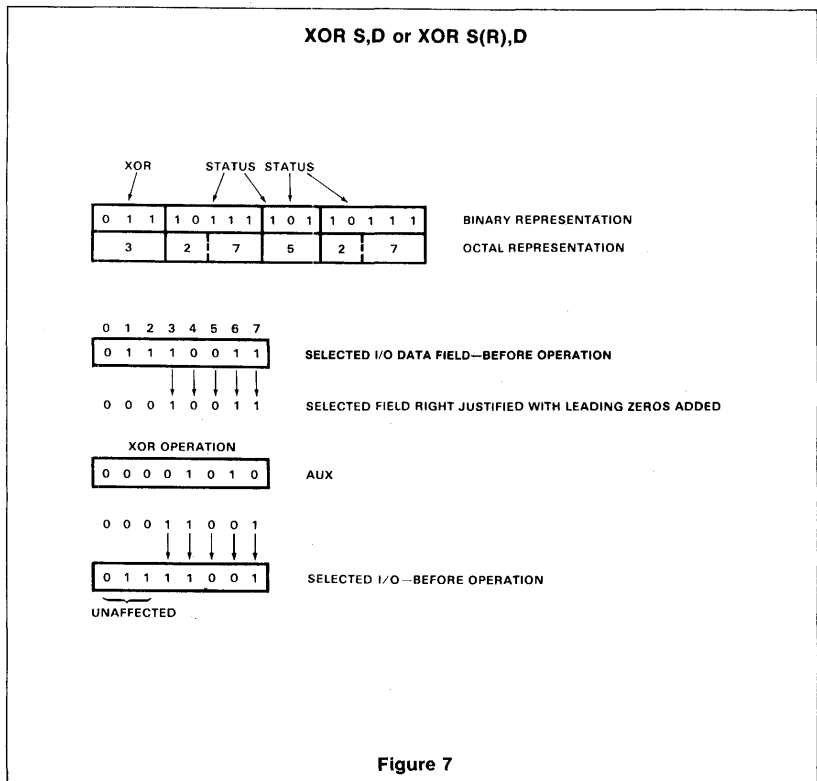 XOR S,D or XOR S(R),D
XOR STATUS STATUS
0 1 1 1 0 1 1 1 1 0 1 1 0 1 1 1 BINARY REPRESENTATION
3 2 7 5 2 7 OCTAL REPRESENTATION
0 1 2 3 4 5 6 7
0 1 1 1 0 0 1 1 SELECTED I/O DATA FIELD—BEFORE OPERATION
0 0 0 1 0 0 1 1 SELECTED FIELD RIGHT JUSTIFIED WITH LEADING ZEROS ADDED
XOR OPERATION
0 0 0 0 1 0 1 0 AUX
0 0 0 1 1 0 0 1
0 1 1 1 1 0 0 1 SELECTED I/O—BEFORE OPERATION
UNAFFECTED
Figure 7